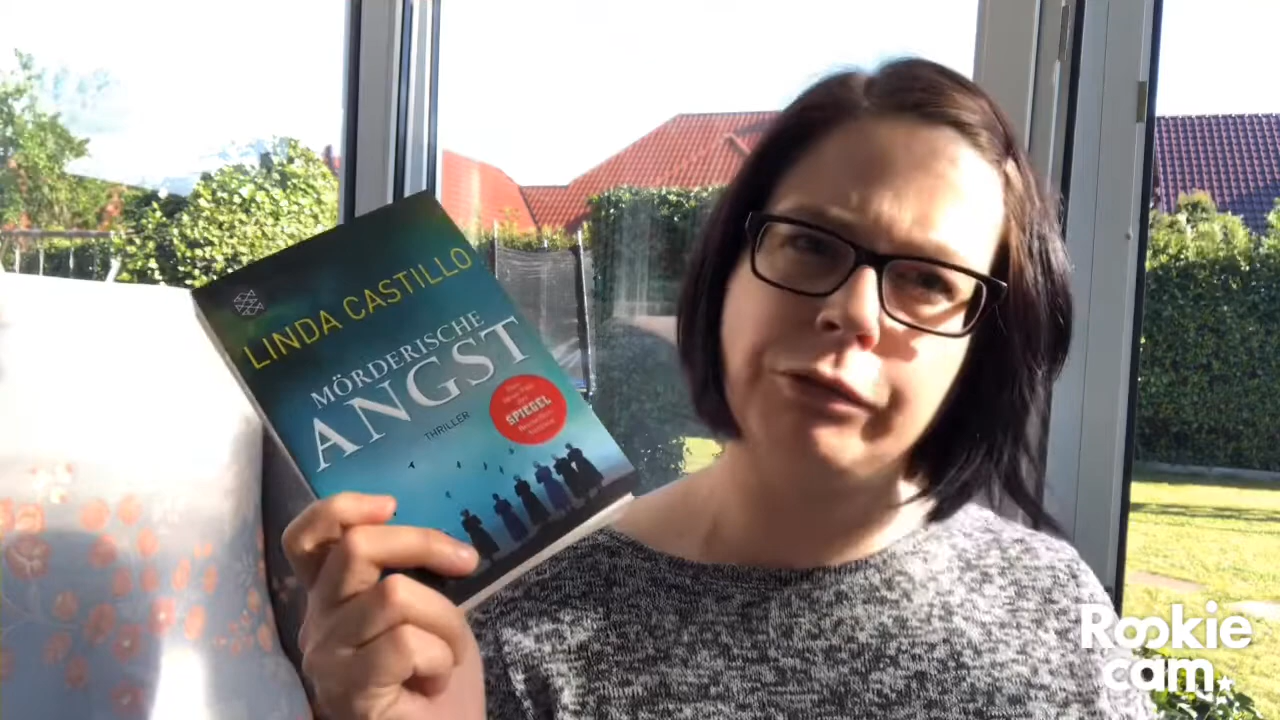 LINDA CASTILLO
MÖRDERISCHE
ANGST
THRILLER
SPIEGEL
Rookie
cam